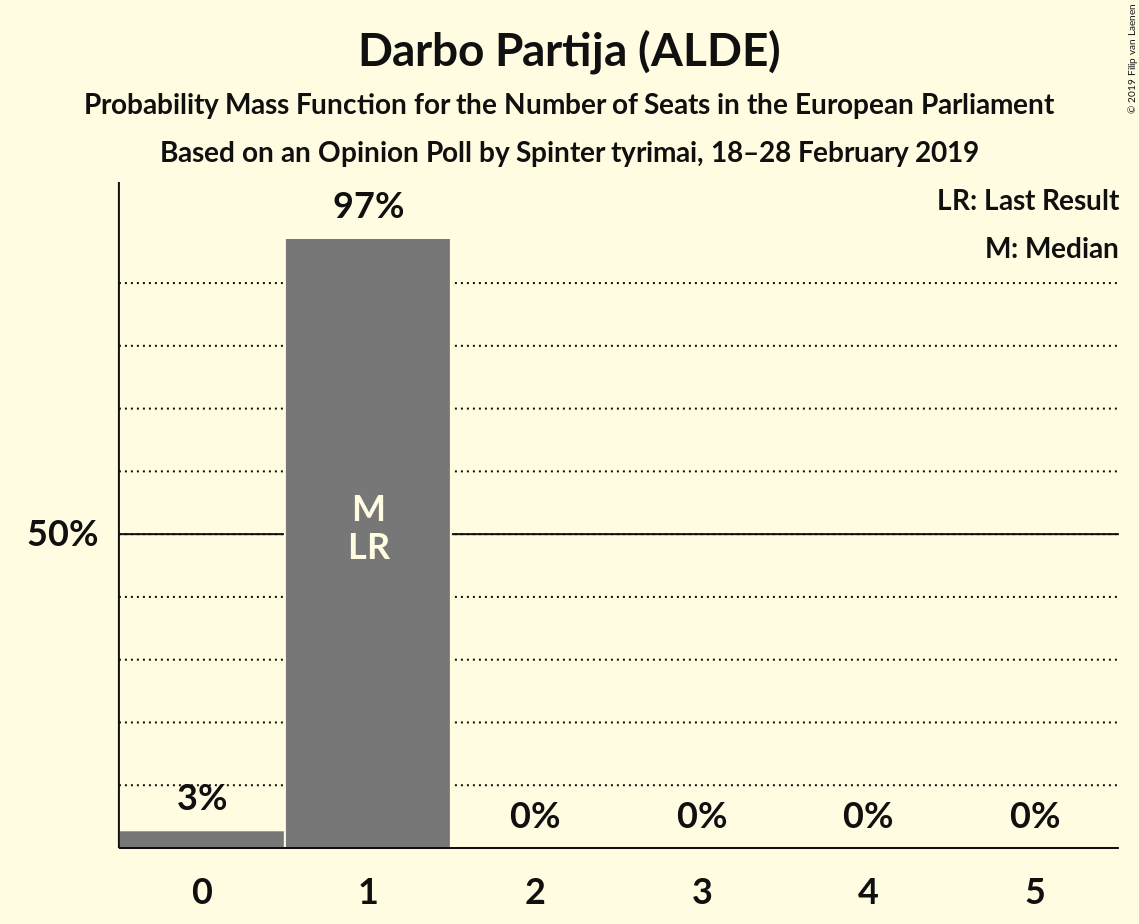 Darbo Partija (ALDE)
Probability Mass Function for the Number of Seats in the European Parliament
Based on an Opinion Poll by Spinter tyrimai, 18–28 February 2019
© 2019 Filip van Laenen
LR: Last Result
M: Median
97%
M
LR
50%
3%
0%
0%
0%
0%
0
1
2
3
4
5